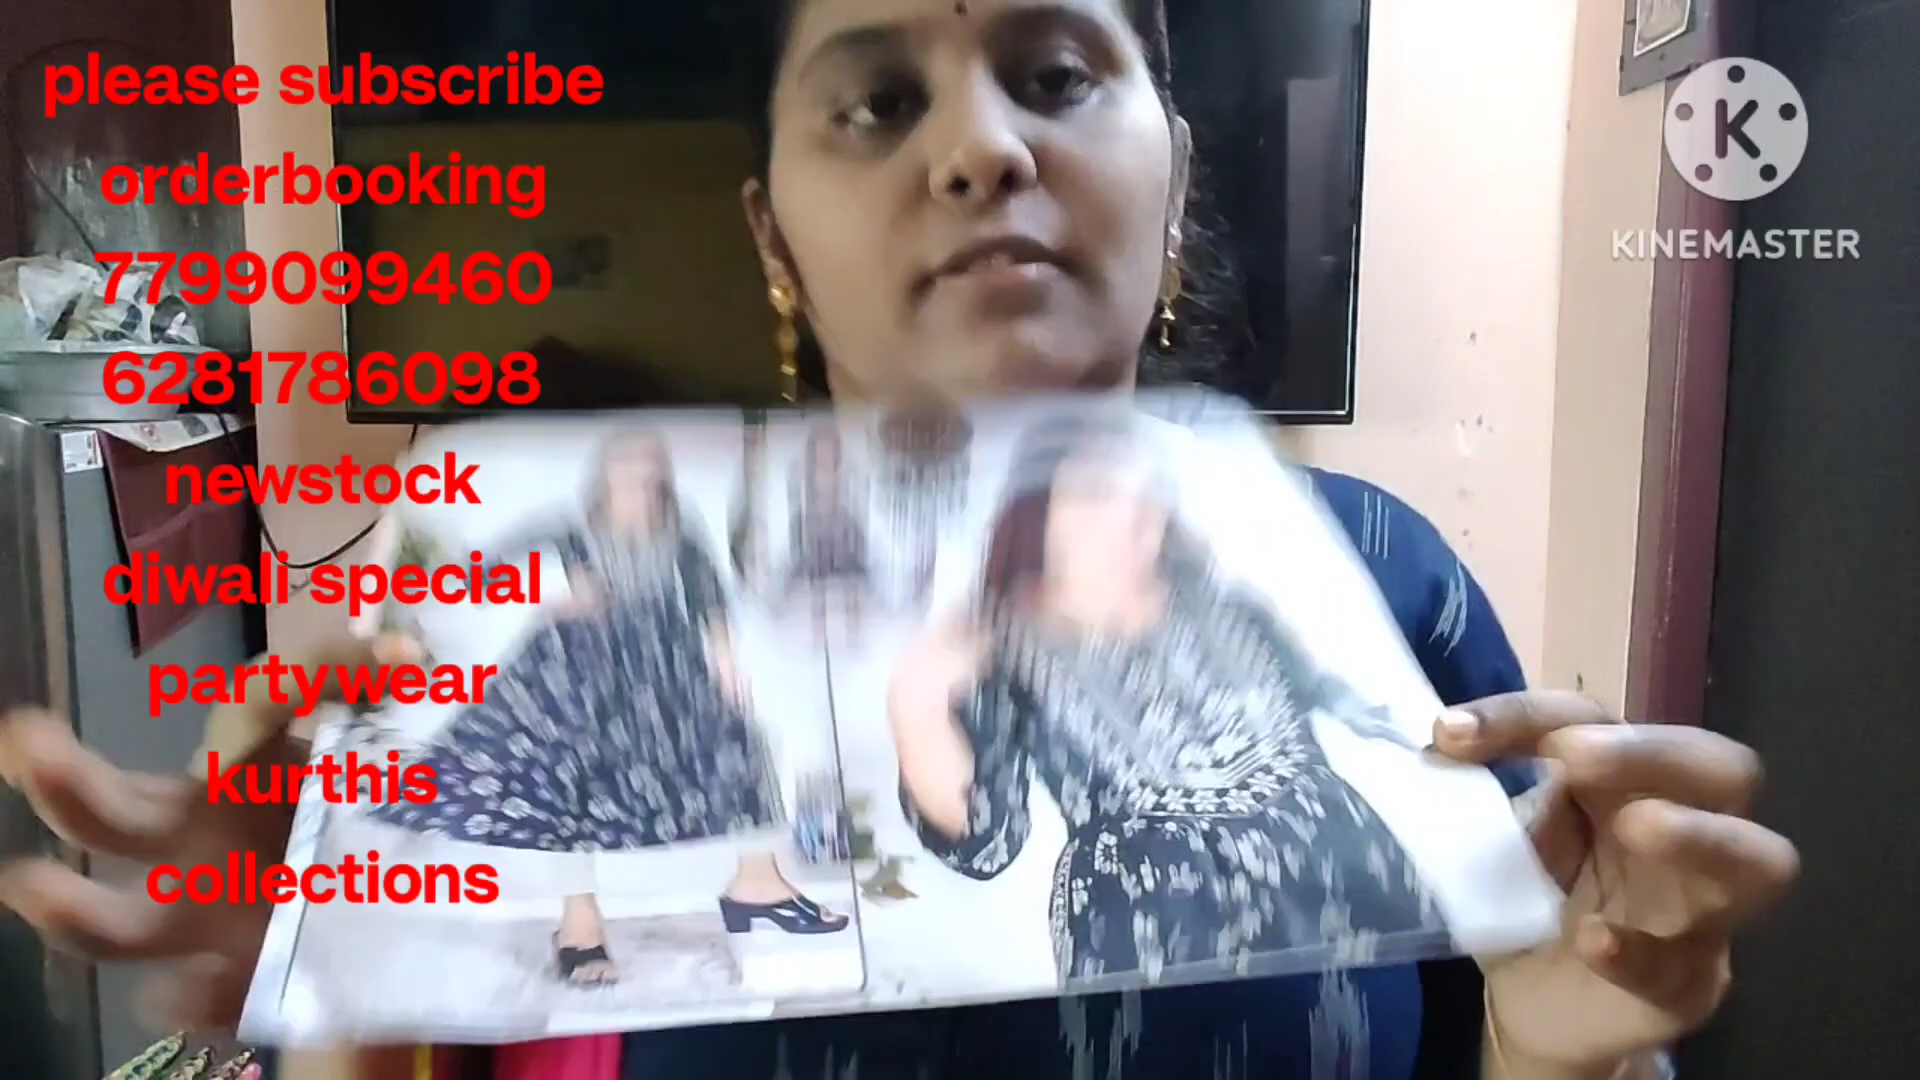 please subscribe
orderbooking
7799099460
6281786098
newstock
diwali special
partywear
kurthis
collections
K
KINEMASTER